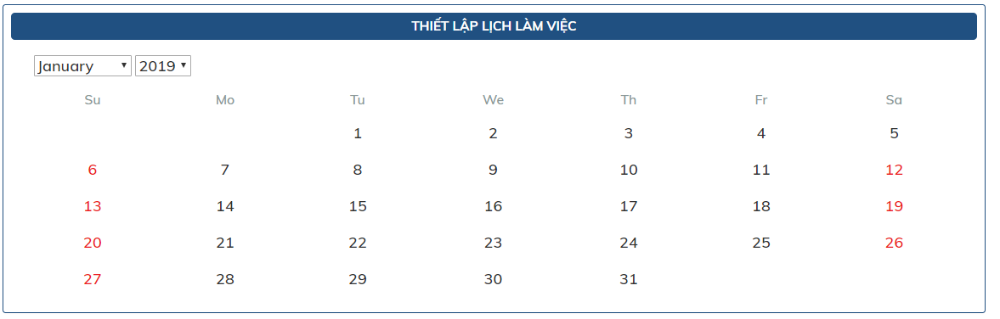 THIẾT LẬP LỊCH LÀM VIỆC
January 2019
Su Mo Tu We Th Fr Sa
1 2 3 4 5
6 7 8 9 10 11 12
13 14 15 16 17 18 19
20 21 22 23 24 25 26
27 28 29 30 31